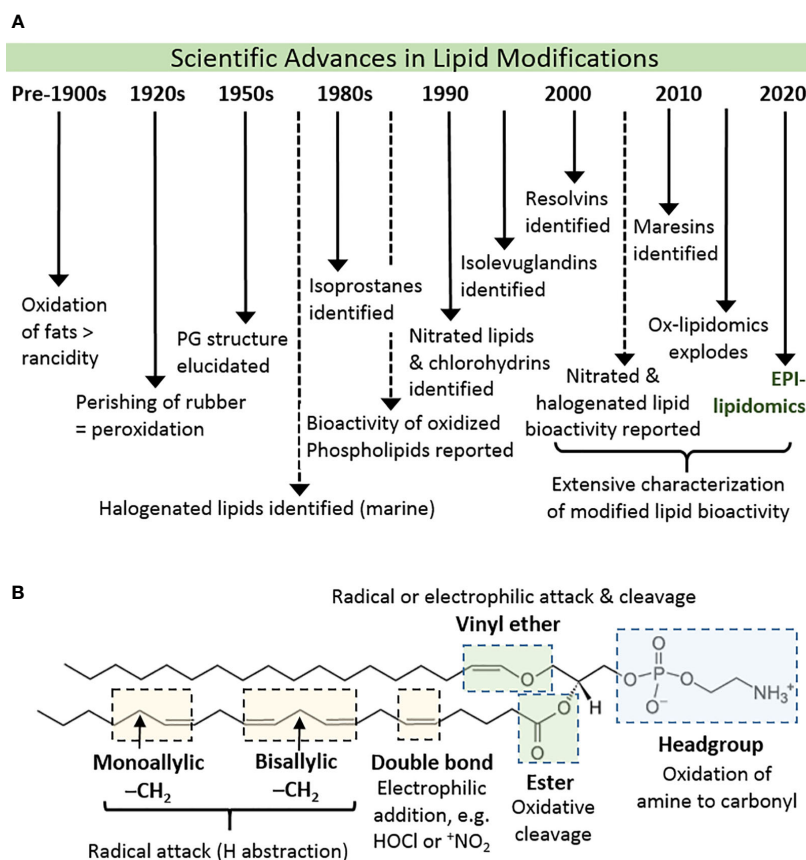 A
Scientific Advances in Lipid Modifications
Pre-1900s 1920s 1950s 1980s 1990 2000 2010 2020
Oxidation
of fats >
rancidity
Perishing of rubber
= peroxidation
PG structure
elucidated
Halogenated lipids identified (marine)
Isoprostanes
identified
Bioactivity of oxidized
Phospholipids reported
Nitrated lipids
& chlorohydrins
identified
Isolevuglandins
identified
Resolvins
identified
Nitrated &
halogenated lipid
bioactivity reported
Maresins
identified
Ox-lipidomics
explodes
EPI-
lipidomics
Extensive characterization
of modified lipid bioactivity
B
Radical or electrophilic attack & cleavage
Vinyl ether
O
O
O
H
O
P
O
O
O⁻
NH₃⁺
Monoallylic
–CH₂
Bisallylic
–CH₂
Radical attack (H abstraction)
Double bond
Electrophilic
addition, e.g.
HOCl or ⁺NO₂
Ester
Oxidative
cleavage
Headgroup
Oxidation of
amine to carbonyl